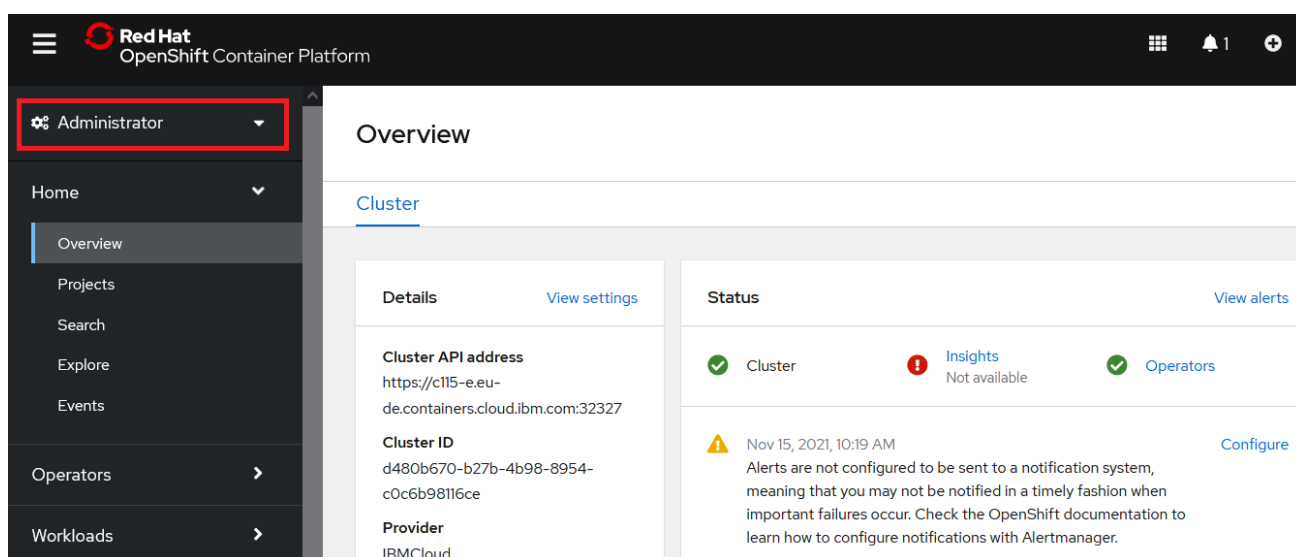 Red Hat
OpenShift Container Platform
1
Administrator
Home
Overview
Projects
Search
Explore
Events
Operators
Workloads
Overview
Cluster
Details
View settings
Cluster API address
https://c115-e.eu-
de.containers.cloud.ibm.com:32327
Cluster ID
d480b670-b27b-4b98-8954-
c0c6b98116ce
Provider
IBMCloud
Status
View alerts
Cluster
Insights
Not available
Operators
Nov 15, 2021, 10:19 AM
Configure
Alerts are not configured to be sent to a notification system,
meaning that you may not be notified in a timely fashion when
important failures occur. Check the OpenShift documentation to
learn how to configure notifications with Alertmanager.